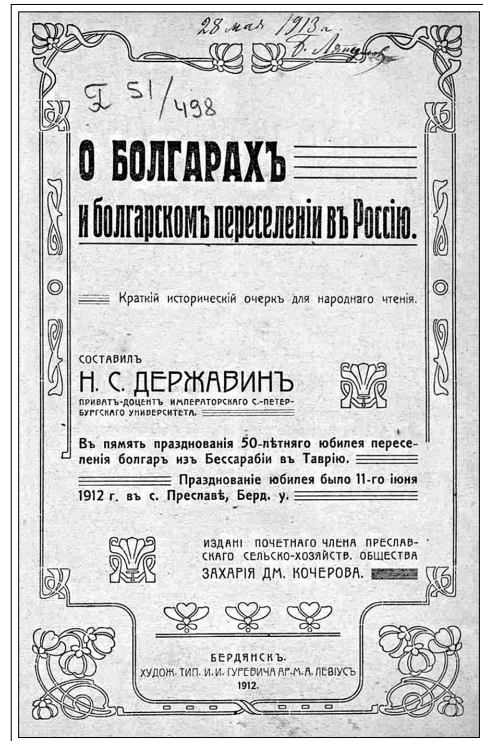 28 мая 1913 г.
51/498
О БОЛГАРАХЪ
и болгарскомъ переселеніи въ Россію.
Краткій историческій очеркъ для народнаго чтенія.
СОСТАВИЛЪ
Н. С. ДЕРЖАВИНЪ
ПРИВАТЪ-ДОЦЕНТЪ ИМПЕРАТОРСКАГО С.-ПЕТЕР-
БУРГСКАГО УНИВЕРСИТЕТА.
Въ память празднованія 50-лѣтняго юбилея пересе-
ленія болгаръ изъ Бессарабіи въ Таврію.
Празднованіе юбилея было 11-го іюня
1912 г. въ с. Преславѣ, Берд. у.
ИЗДАНІ ПОЧЕТНАГО ЧЛЕНА ПРЕСЛАВ-
СКАГО СЕЛЬСКО-ХОЗЯЙСТВ. ОБЩЕСТВА
ЗАХАРІЯ ДМ. КОЧЕРОВА.
БЕРДЯНСКЪ.
ХУДОЖ. ТИП. И. И. ГУРЕВИЧА АР. М. А. ЛЕВІУСЪ
1912.